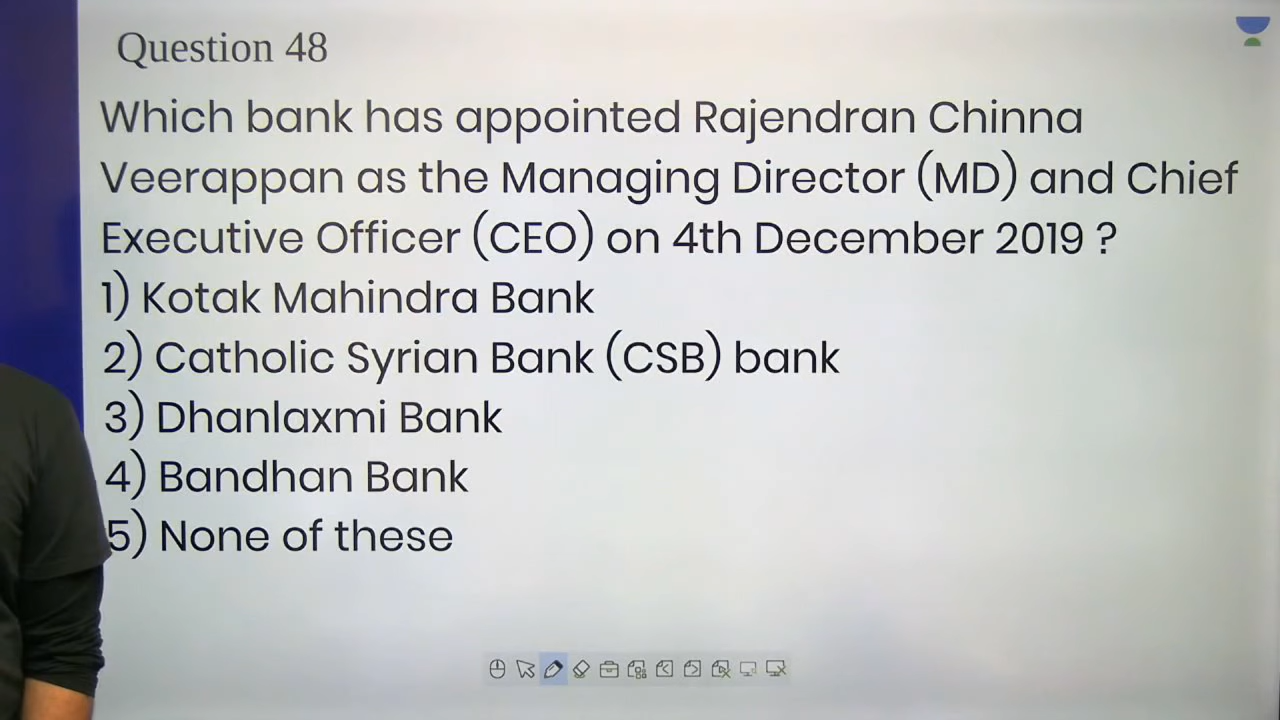 Question 48
Which bank has appointed Rajendran Chinna
Veerappan as the Managing Director (MD) and Chief
Executive Officer (CEO) on 4th December 2019 ?
1) Kotak Mahindra Bank
2) Catholic Syrian Bank (CSB) bank
3) Dhanlaxmi Bank
4) Bandhan Bank
5) None of these